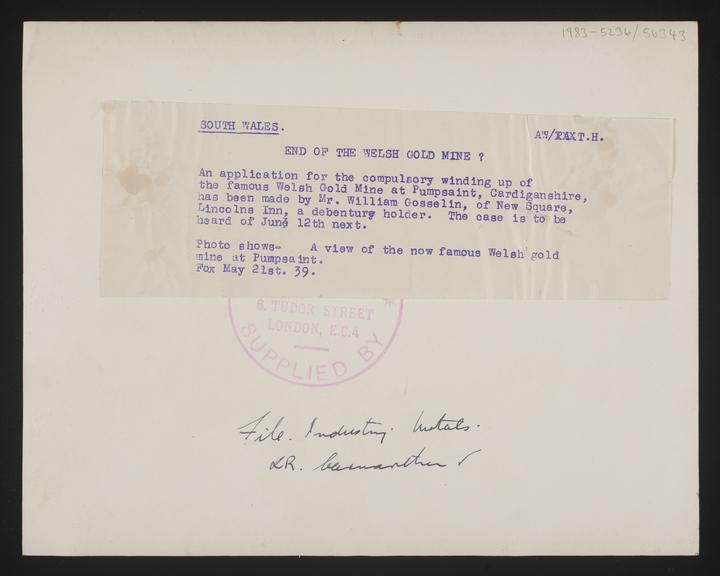 1983-5236/56343
SOUTH WALES.
AW/PAXT.H.
END OF THE WELSH GOLD MINE ?
An application for the compulsory winding up of
the famous Welsh Gold Mine at Pumpsaint, Cardiganshire,
has been made by Mr. William Gosselin, of New Square,
Lincolns Inn, a debentury holder. The case is to be
heard of June 12th next.
Photo shows- A view of the now famous Welsh gold
mine at Pumpsaint.
Fox May 21st. 39.
6. TUDOR STREET
LONDON, E.C.4
SUPPLIED BY
File. Industry. Metals.
LR. Carmarthen ✓